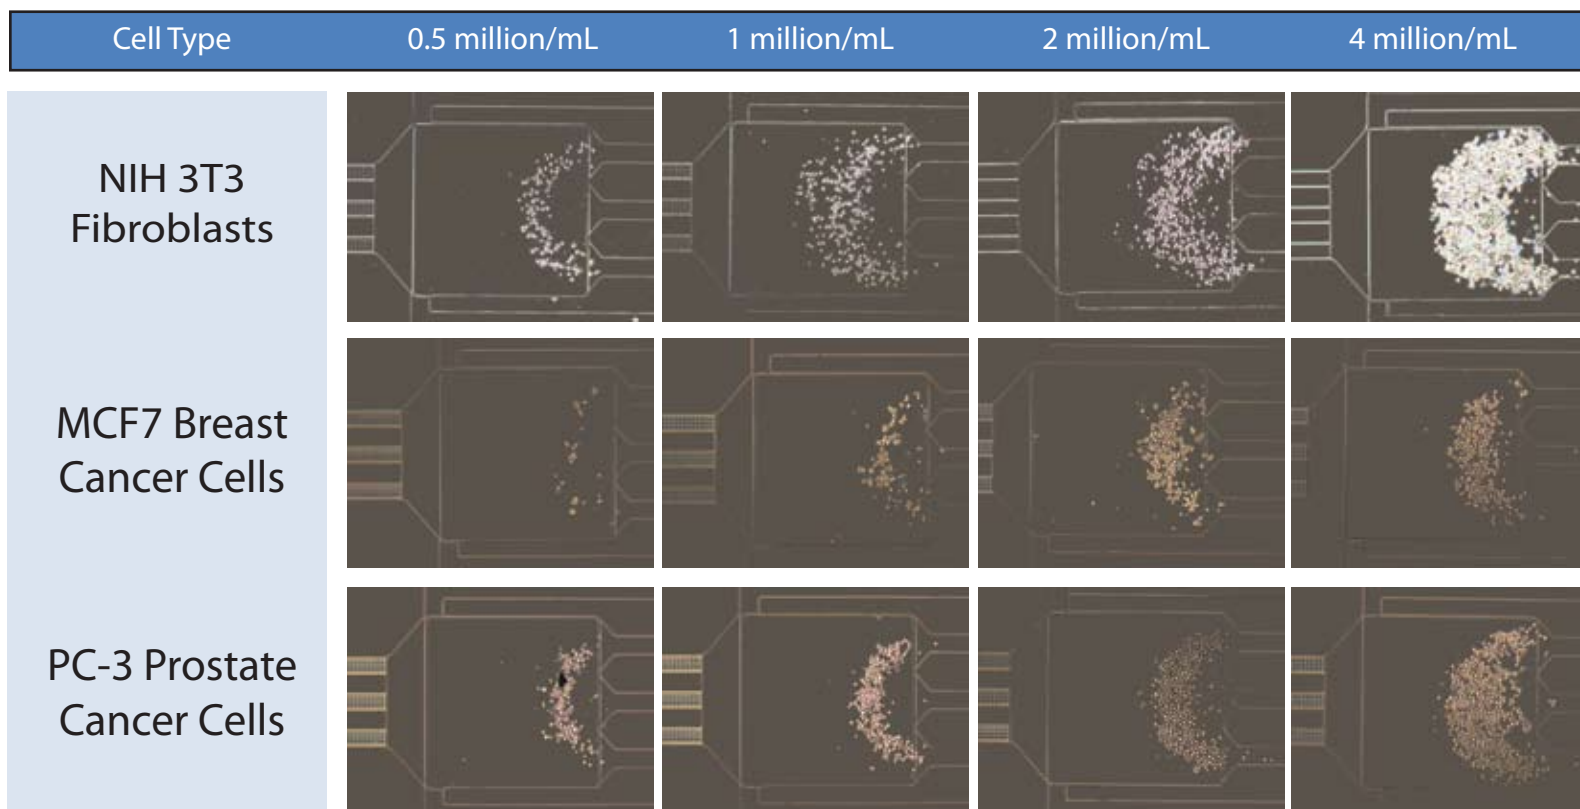 Cell Type 0.5 million/mL 1 million/mL 2 million/mL 4 million/mL
NIH 3T3
Fibroblasts
MCF7 Breast
Cancer Cells
PC-3 Prostate
Cancer Cells